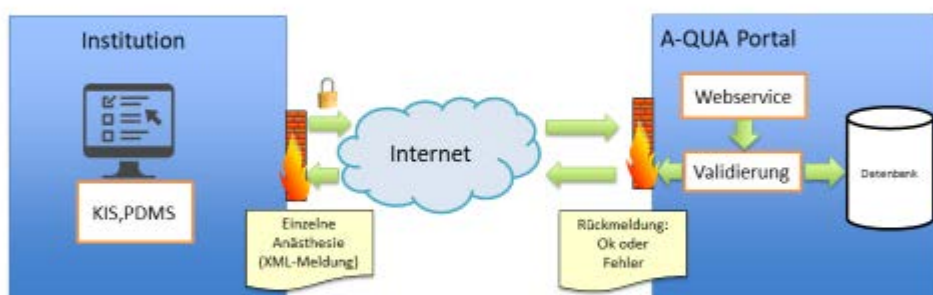 Institution
KIS,PDMS
Einzelne
Anästhesie
(XML-Meldung)
Internet
Rückmeldung:
Ok oder
Fehler
A-QUA Portal
Webservice
Validierung
Datenbank